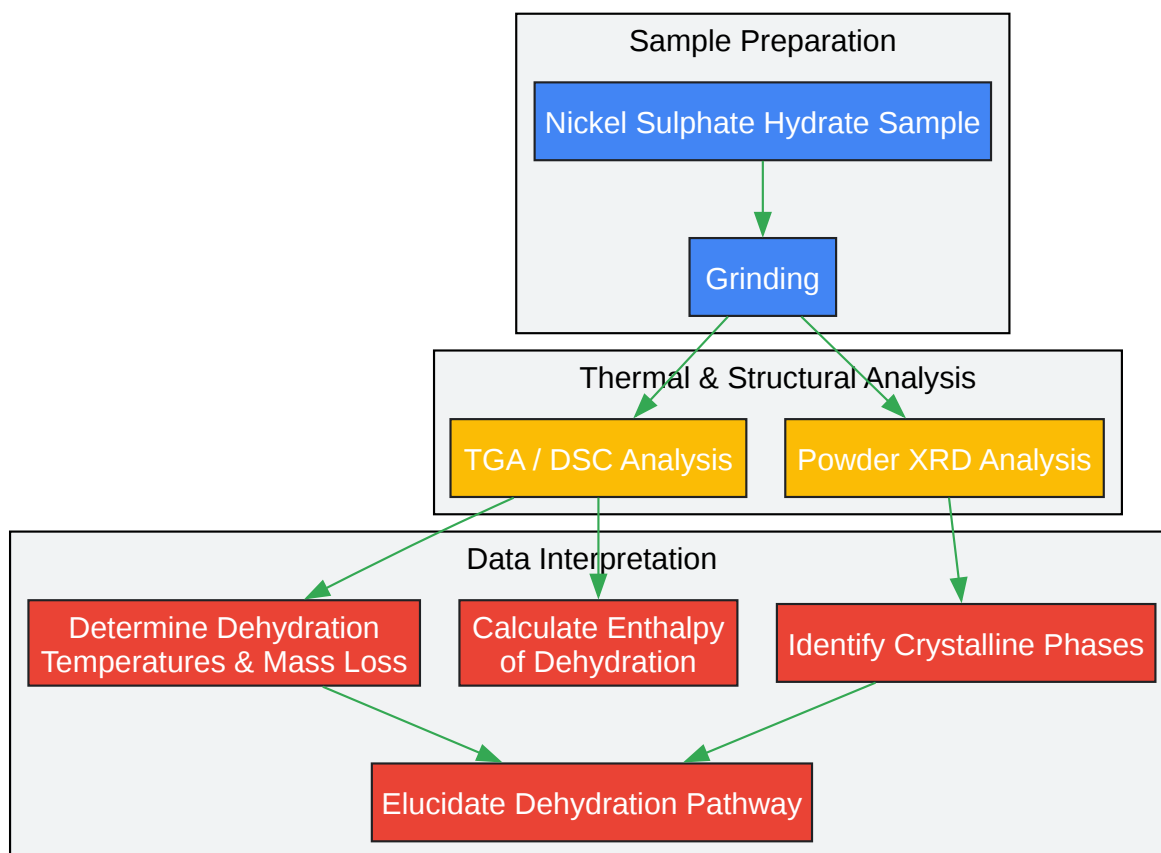 Sample Preparation
Nickel Sulphate Hydrate Sample
Grinding
Thermal & Structural Analysis
TGA / DSC Analysis
Powder XRD Analysis
Data Interpretation
Determine Dehydration
Temperatures & Mass Loss
Calculate Enthalpy
of Dehydration
Identify Crystalline Phases
Elucidate Dehydration Pathway